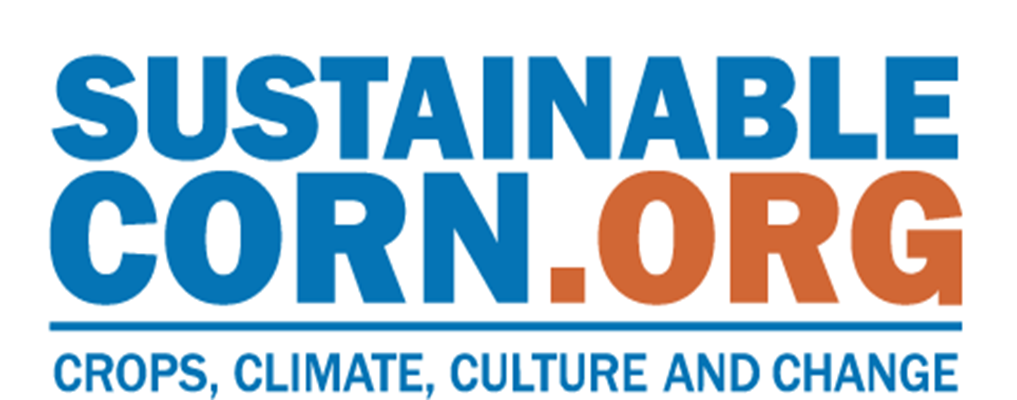 SUSTAINABLE
CORN.ORG
CROPS, CLIMATE, CULTURE AND CHANGE